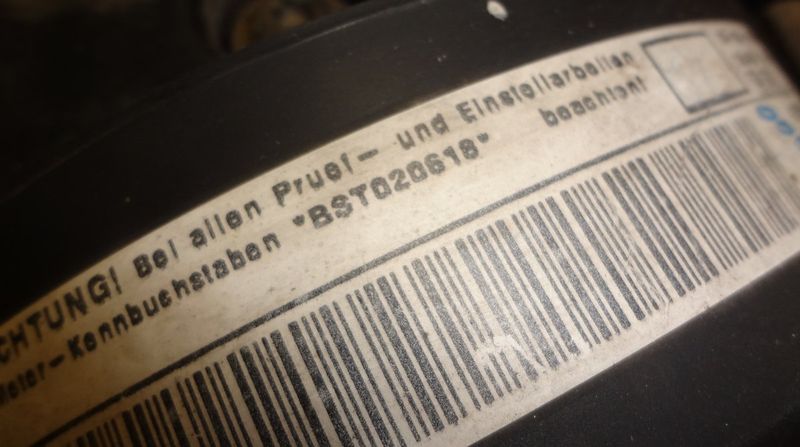 CHTUNG! Bei allen Pruef- und Einstellarbeiten
Motor-Kennbuchstaben *BST020618* beachten!